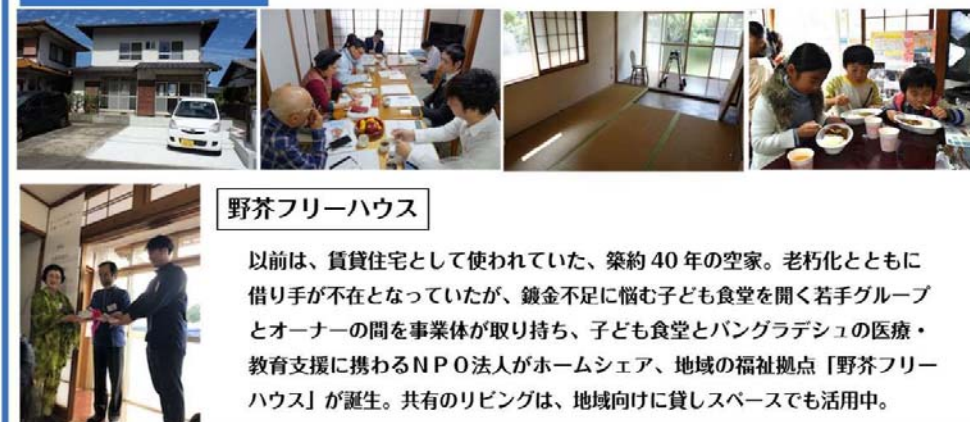 野芥フリーハウス
以前は、賃貸住宅として使われていた、築約 40 年の空家。老朽化とともに
借り手が不在となっていたが、鍍金不足に悩む子ども食堂を開く若手グループ
とオーナーの間を事業体が取り持ち、子ども食堂とバングラデシュの医療・
教育支援に携わるNPO法人がホームシェア、地域の福祉拠点「野芥フリー
ハウス」が誕生。共有のリビングは、地域向けに貸しスペースでも活用中。